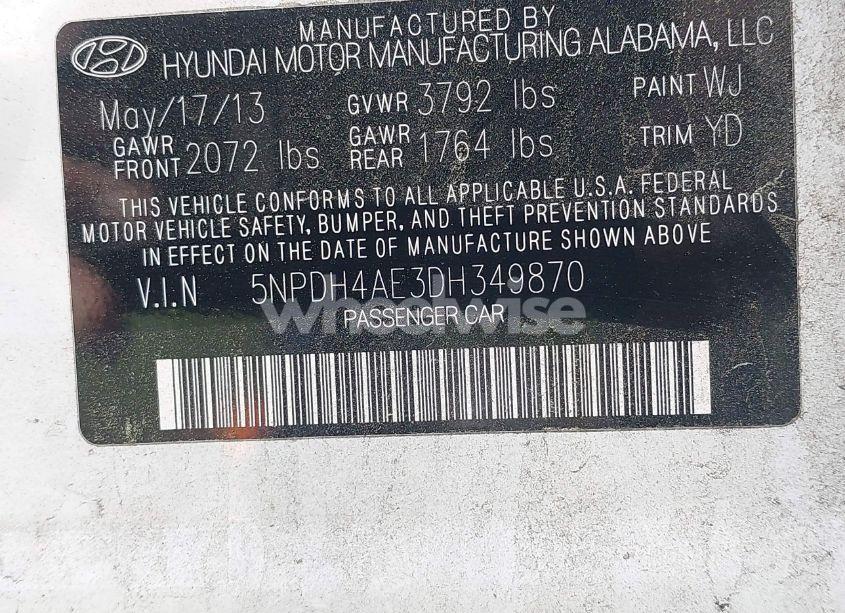 MANUFACTURED BY
HYUNDAI MOTOR MANUFACTURING ALABAMA, LLC
May/17/13 GVWR 3792 lbs PAINT WJ
GAWR FRONT 2072 lbs GAWR REAR 1764 lbs TRIM YD
THIS VEHICLE CONFORMS TO ALL APPLICABLE U.S.A. FEDERAL
MOTOR VEHICLE SAFETY, BUMPER, AND THEFT PREVENTION STANDARDS
IN EFFECT ON THE DATE OF MANUFACTURE SHOWN ABOVE
V.I.N 5NPDH4AE3DH349870
wheelwise
PASSENGER CAR